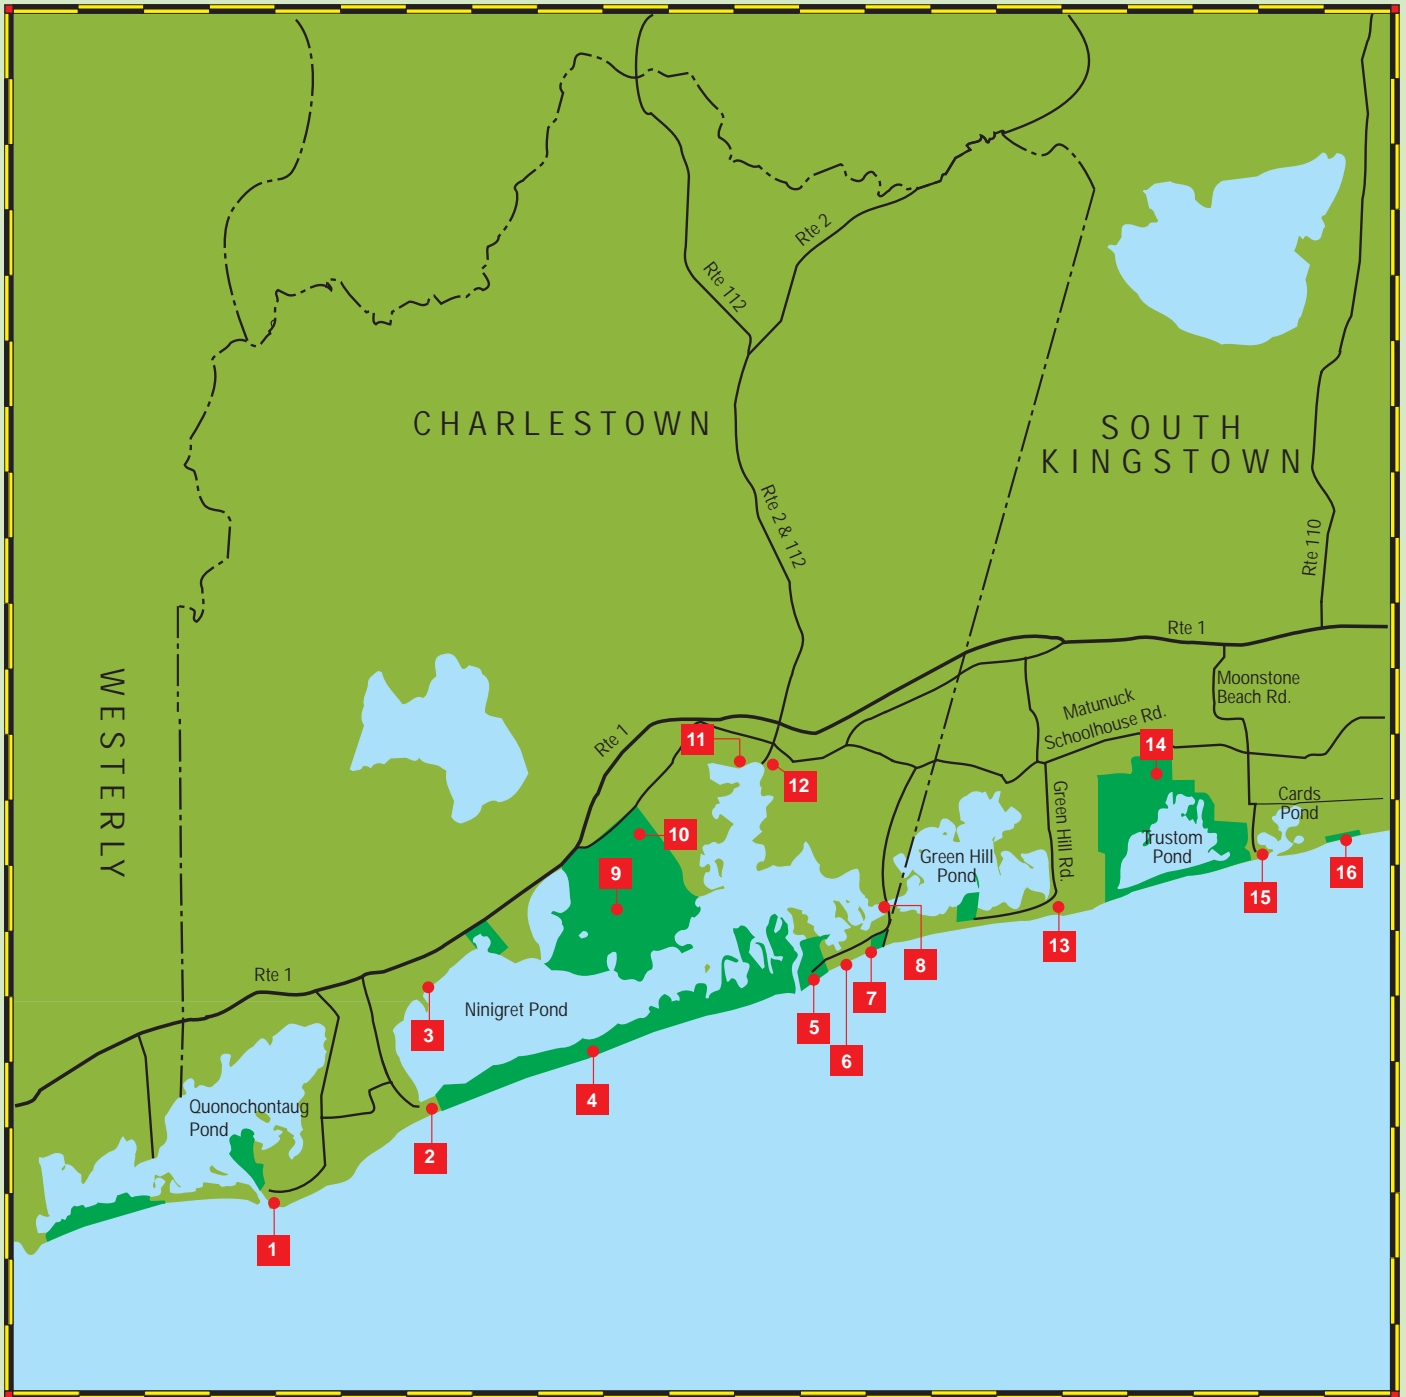 Rte 2
Rte 112
CHARLESTOWN
SOUTH
KINGSTOWN
Rte 2 & 112
Rte 110
Rte 1
WESTERLY
Moonstone
Beach Rd.
Matunuck
Schoolhouse Rd.
Rte 1
11
14
12
Green Hill Rd.
Cards
Pond
10
Trustom
Pond
9
Green Hill
Pond
16
15
13
8
Rte 1
7
Ninigret Pond
5
3
6
4
Quonochontaug
Pond
2
1